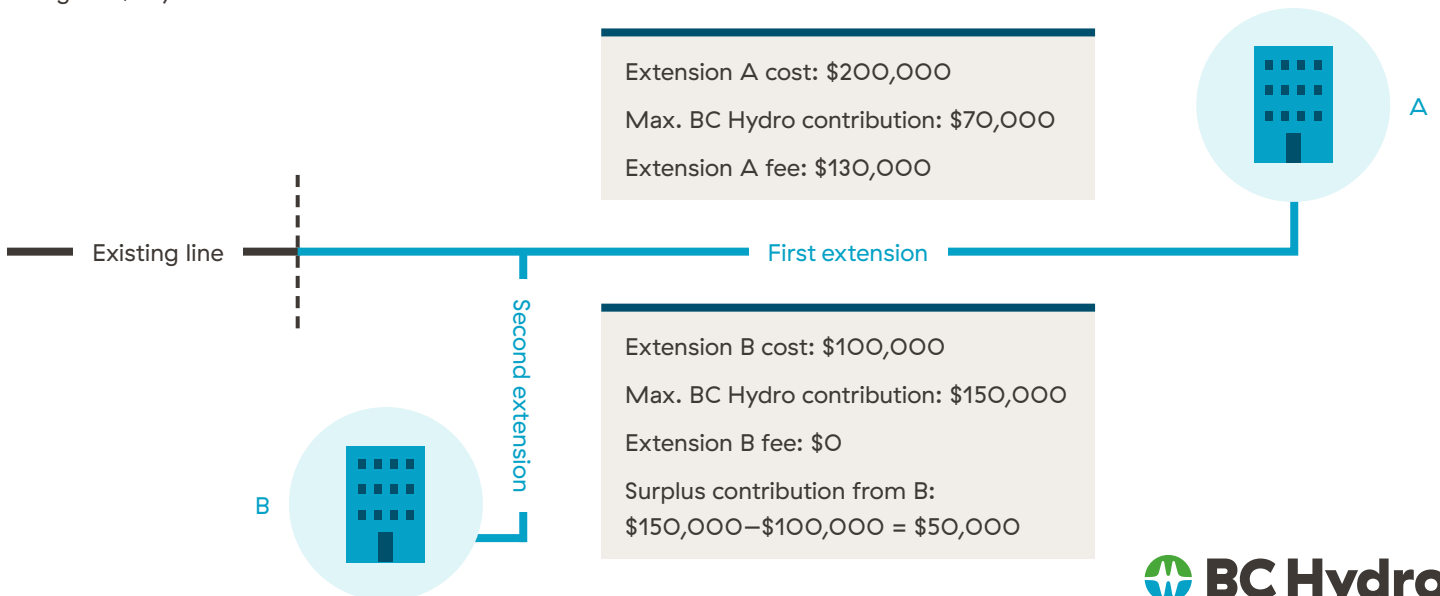 Extension A cost: $200,000
Max. BC Hydro contribution: $70,000
Extension A fee: $130,000
A
Existing line
First extension
Second extension
Extension B cost: $100,000
Max. BC Hydro contribution: $150,000
Extension B fee: $0
Surplus contribution from B:
$150,000–$100,000 = $50,000
B
BC Hydro